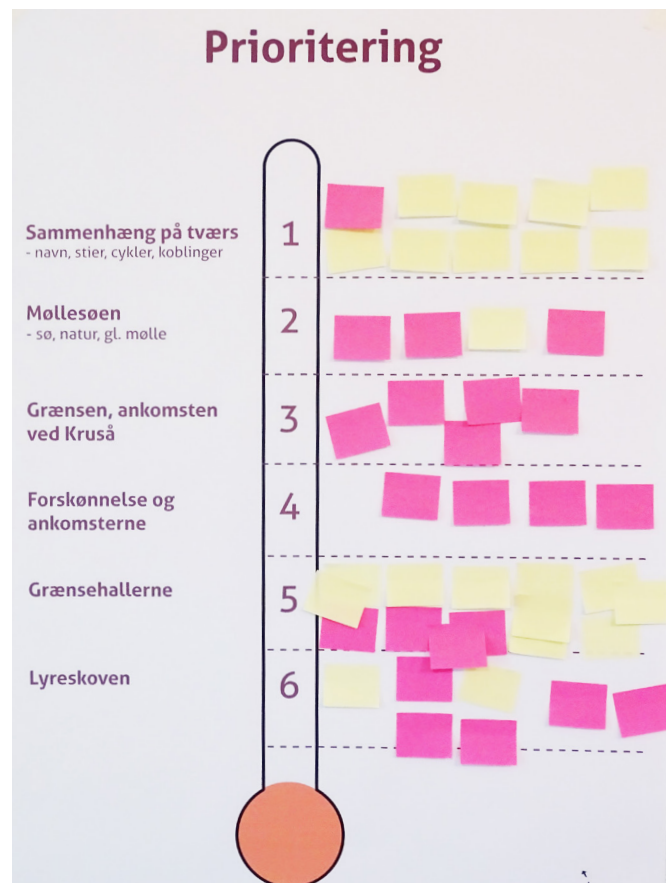 Prioritering
Sammenhæng på tværs
- navn, stier, cykler, koblinger
1
Møllesøen
- sø, natur, gl. mølle
2
Grænsen, ankomsten
ved Kruså
3
Forskønnelse og
ankomsterne
4
Grænsehallerne
5
Lyreskoven
6